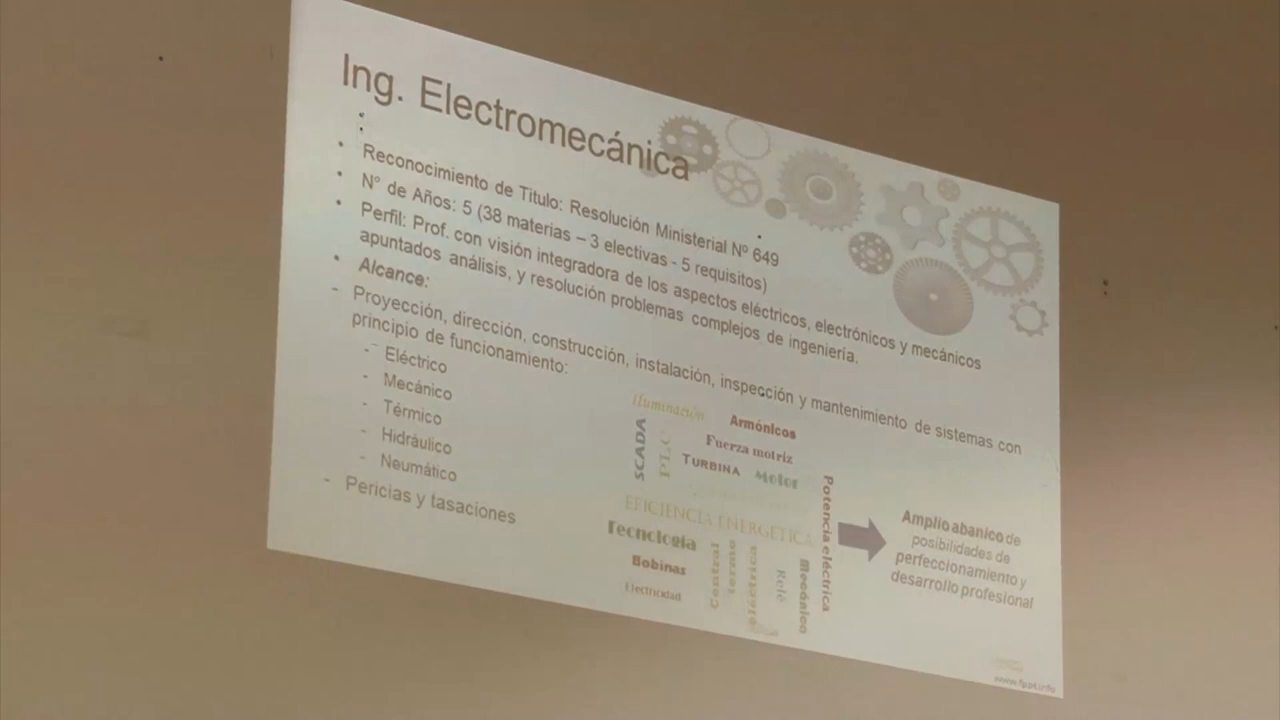 Ing. Electromecánica
• Reconocimiento de Titulo: Resolución Ministerial Nº 649
• N° de Años: 5 (38 materias – 3 electivas - 5 requisitos)
• Perfil: Prof. con visión integradora de los aspectos eléctricos, electrónicos y mecánicos
apuntados análisis, y resolución problemas complejos de ingeniería.
• Alcance:
- Proyección, dirección, construcción, instalación, inspección y mantenimiento de sistemas con
principio de funcionamiento:
- Eléctrico
- Mecánico
- Térmico
- Hidráulico
- Neumático
- Pericias y tasaciones
Iluminación
Armónicos
SCADA
PLC
Fuerza motriz
TURBINA
Motor
EFICIENCIA ENERGETICA
Potencia eléctrica
Tecnología
Bobinas
Electricidad
Control
Relé
Mecánico
Amplio abanico de
posibilidades de
perfeccionamiento y
desarrollo profesional